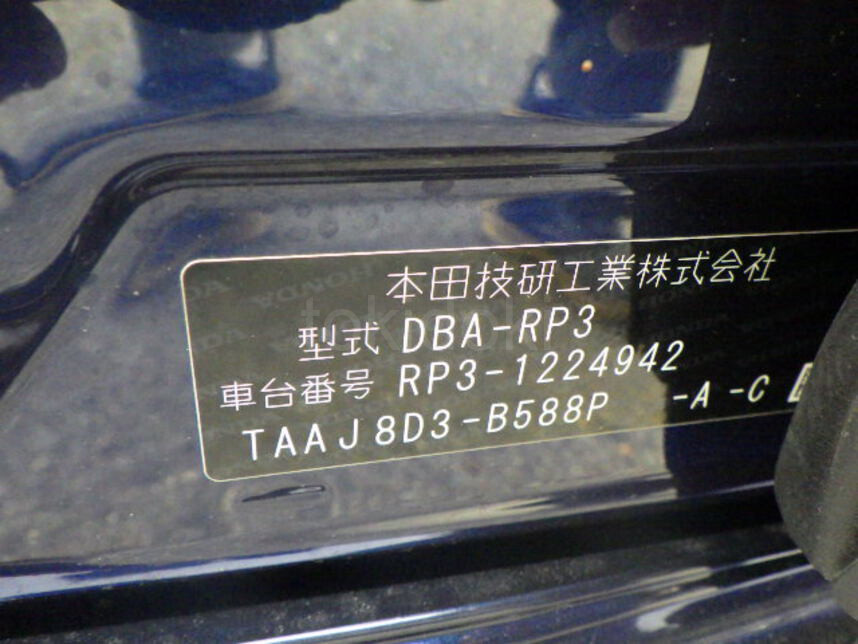 本田技研工業株式会社
型式 DBA-RP3
車台番号 RP3-1224942
TAAJ8D3-B588P -A -C